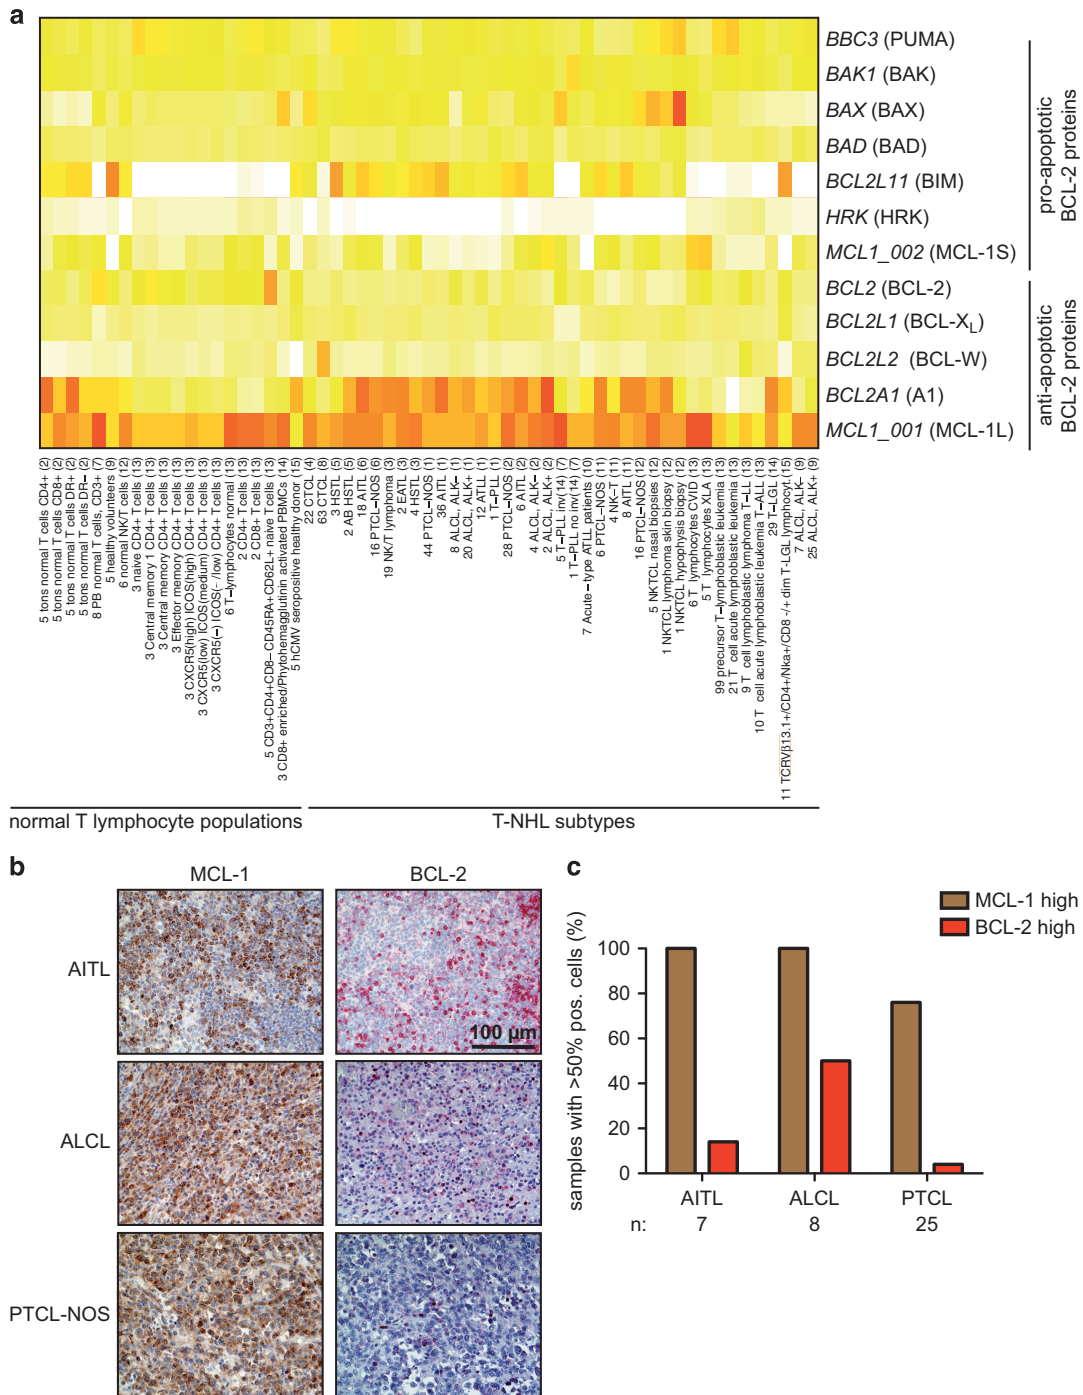 a
BBC3 (PUMA)
BAK1 (BAK)
BAX (BAX)
BAD (BAD)
BCL2L11 (BIM)
HRK (HRK)
MCL1_002 (MCL-1S)
BCL2 (BCL-2)
BCL2L1 (BCL-XL)
BCL2L2 (BCL-W)
BCL2A1 (A1)
MCL1_001 (MCL-1L)
pro-apoptotic
BCL-2 proteins
anti-apoptotic
BCL-2 proteins
5 tons normal T cells CD4+ (2)
5 tons normal T cells CD8+ (2)
5 tons normal T cells DR+ (2)
5 tons normal T cells DR− (2)
8 PB normal T cells, CD3+ (7)
5 healthy volunteers (9)
6 normal NK/T cells (12)
3 naive CD4+ T cells (13)
3 Central memory 1 CD4+ T cells (13)
3 Central memory CD4+ T cells (13)
3 Effector memory CD4+ T cells (13)
3 CXCR5(high) ICOS(high) CD4+ T cells (13)
3 CXCR5(low) ICOS(medium) CD4+ T cells (13)
3 CXCR5(−) ICOS(− /low) CD4+ T cells (13)
6 T−lymphocytes normal (13)
2 CD4+ T cells (13)
2 CD8+ T cells (13)
5 CD3+CD4+CD8−CD45RA+CD62L+ naive T cells (13)
3 CD8+ enriched/Phytohemagglutinin activated PBMCs (14)
5 hCMV seropositive healthy donor (15)
22 CTCL (4)
63 CTCL (8)
3 HSTL (5)
2 AB HSTL (5)
18 AITL (6)
16 PTCL−NOS (6)
19 NK/T lymphoma (3)
2 EATL (3)
4 HSTL (3)
44 PTCL−NOS (1)
36 AITL (1)
8 ALCL, ALK− (1)
20 ALCL, ALK+ (1)
12 ATLL (1)
1 T−PLL (1)
28 PTCL−NOS (2)
6 AITL (2)
4 ALCL, ALK− (2)
2 ALCL, ALK+ (2)
5 T−PLL inv (14) (7)
1 T−PLL no inv (14) (7)
7 Acute−type ATLL patients (10)
6 PTCL−NOS (11)
4 NK−T (11)
8 AITL (11)
16 PTCL−NOS (12)
5 NKTCL nasal biopsies (12)
1 NKTCL lymphoma skin biopsy (12)
1 NKTCL hypophysis biopsy (12)
6 T lymphocytes CVID (13)
5 T lymphocytes XLA (13)
99 precursor T−lymphoblastic leukemia (13)
21 T cell acute lymphoblastic leukemia (13)
9 T cell lymphoblastic lymphoma T−LL (13)
10 T cell acute lymphoblastic leukemia T−ALL (13)
29 T−LGL (14)
11 TCRVβ13.1+/CD4+/Nka+/CD8 -/+ dim T-LGL lymphocyt.(15)
7 ALCL, ALK− (9)
25 ALCL, ALK+ (9)
normal T lymphocyte populations
T-NHL subtypes
b
MCL-1
BCL-2
AITL
100 µm
ALCL
PTCL-NOS
c
MCL-1 high
BCL-2 high
samples with >50% pos. cells (%)
100
80
60
40
20
0
AITL
ALCL
PTCL
n:
7
8
25